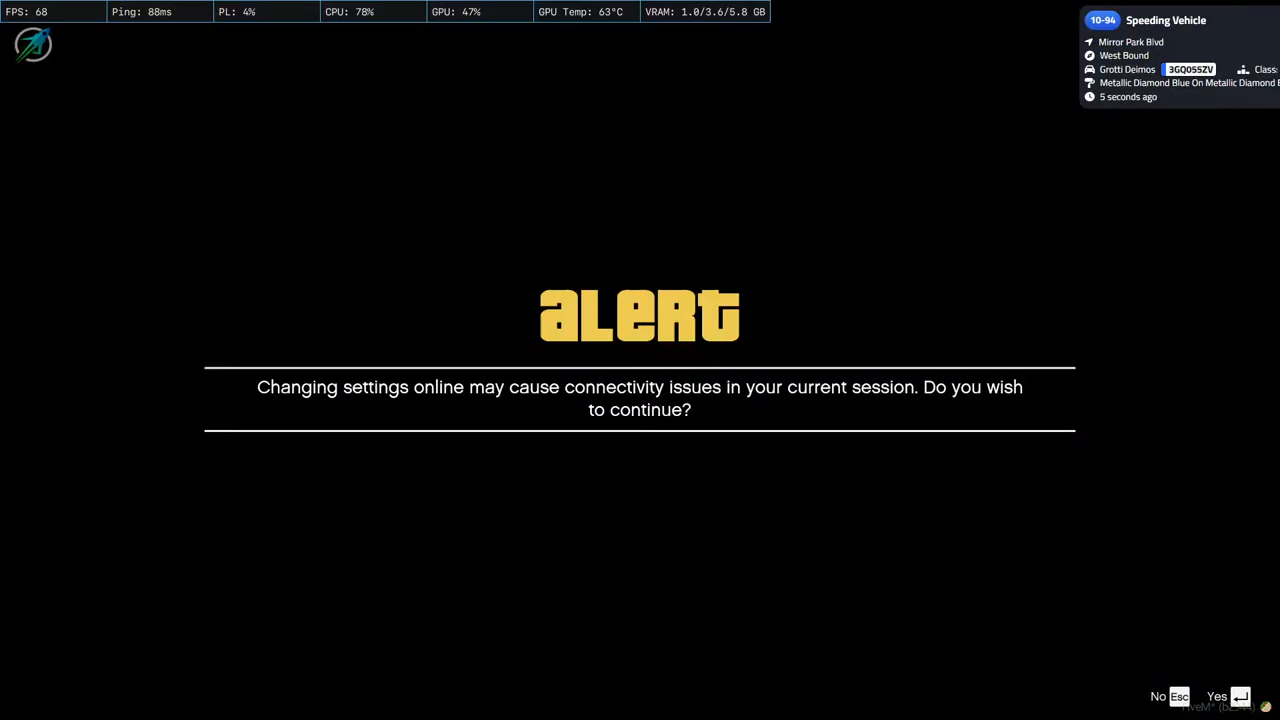 FPS: 68 Ping: 88ms PL: 4% CPU: 78% GPU: 47% GPU Temp: 63°C VRAM: 1.0/3.6/5.8 GB
10-94 Speeding Vehicle
Mirror Park Blvd
West Bound
Grotti Deimos 3GQ055ZV Class:
Metallic Diamond Blue On Metallic Diamond
5 seconds ago
alert
Changing settings online may cause connectivity issues in your current session. Do you wish
to continue?
No Esc Yes